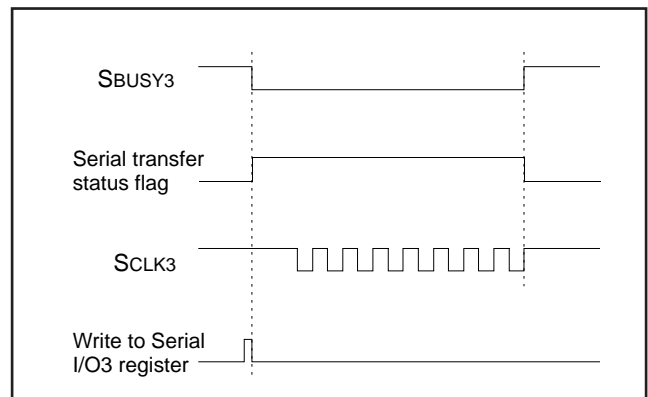 SBUSY3
Serial transfer
status flag
SCLK3
Write to Serial
I/O3 register